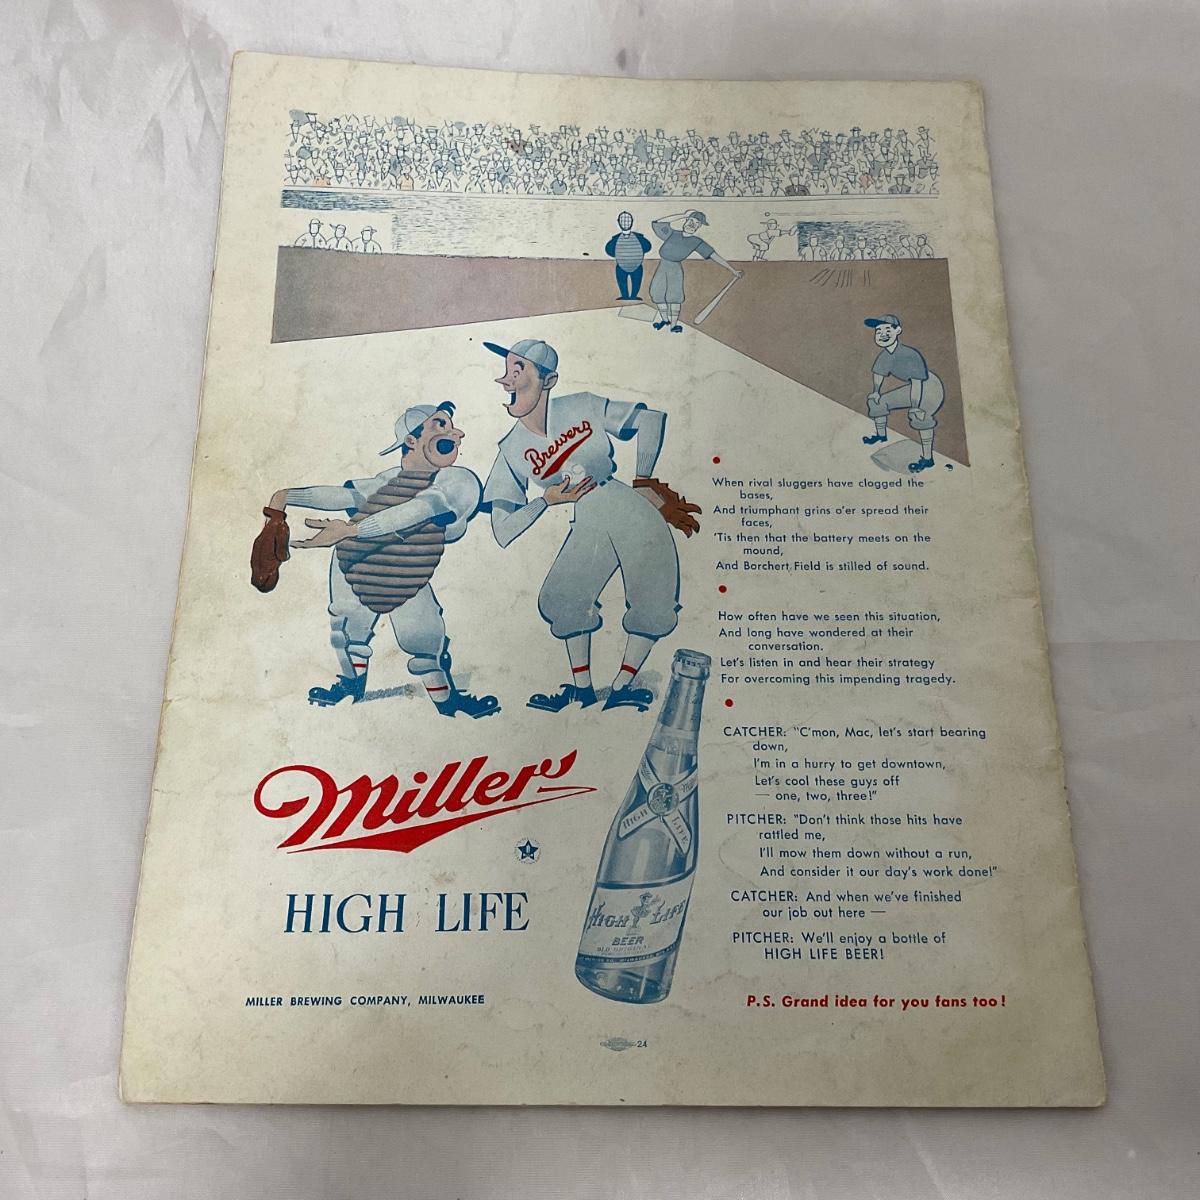 Brewers
When rival sluggers have clogged the
bases,
And triumphant grins o'er spread their
faces,
'Tis then that the battery meets on the
mound,
And Borchert Field is stilled of sound.
How often have we seen this situation,
And long have wondered at their
conversation.
Let's listen in and hear their strategy
For overcoming this impending tragedy.
CATCHER: "C'mon, Mac, let's start bearing
down,
I'm in a hurry to get downtown,
Let's cool these guys off
— one, two, three!"
PITCHER: "Don't think those hits have
rattled me,
I'll mow them down without a run,
And consider it our day's work done!"
CATCHER: And when we've finished
our job out here —
PITCHER: We'll enjoy a bottle of
HIGH LIFE BEER!
P.S. Grand idea for you fans too!
Miller
HIGH LIFE
HIGH LIFE
HIGH LIFE
BEER
MILLER BREWING COMPANY, MILWAUKEE
24